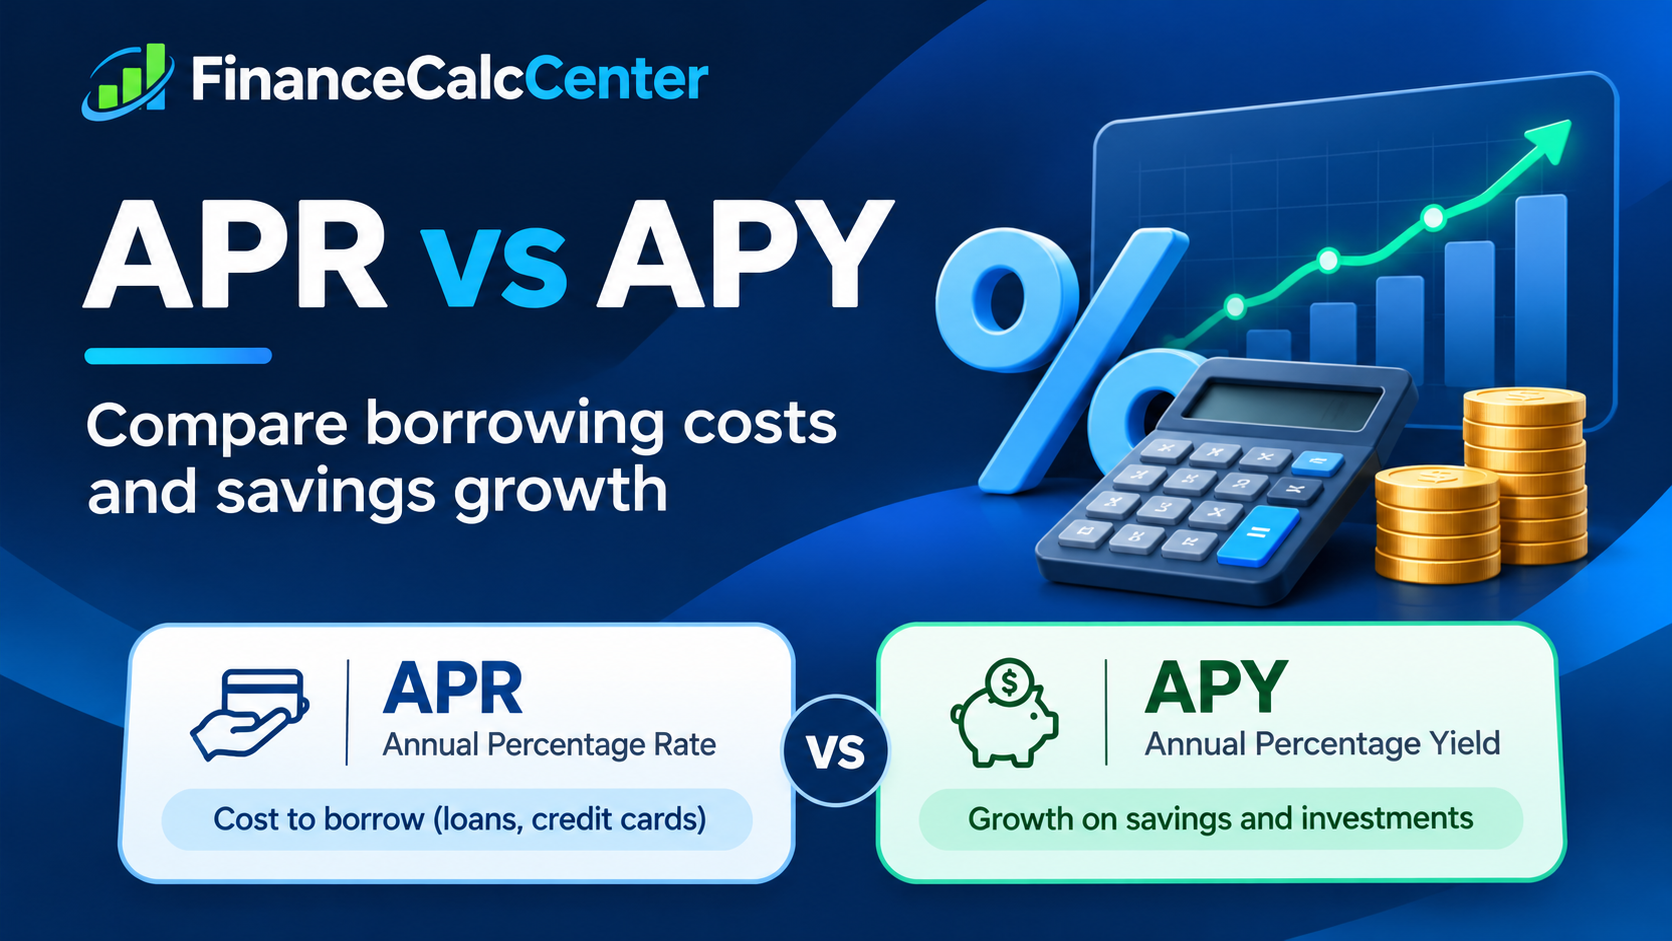 FinanceCalcCenter
APR vs APY
Compare borrowing costs
and savings growth
APR
Annual Percentage Rate
Cost to borrow (loans, credit cards)
VS
$
APY
Annual Percentage Yield
Growth on savings and investments